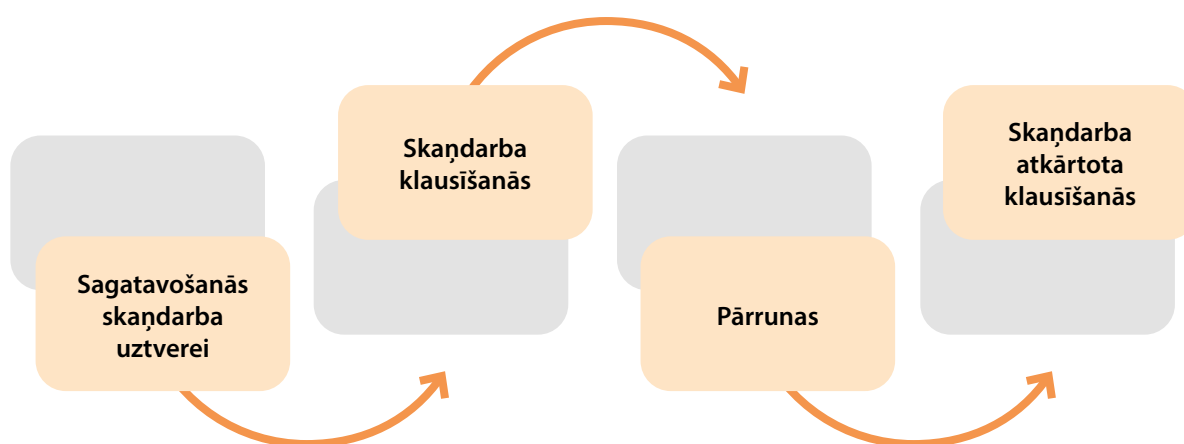 Sagatavošanās
skaņdarba
uztverei
Skaņdarba
klausīšanās
Pārrunas
Skaņdarba
atkārtota
klausīšanās